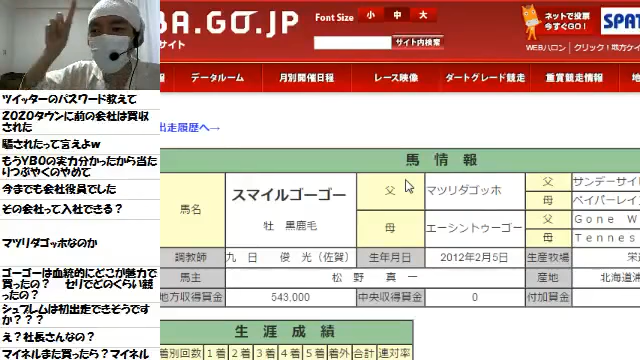 BA.GO.JP
Font Size 小 中 大
サイト内検索
サイト
ネットで投票
今すぐGO!
SPAT
WEBハロン | クリック!地方ケイ
報 データルーム 月別開催日程 レース映像 ダートグレード競走 重賞競走情報 地
出走履歴へ→
馬 情 報
馬名
スマイルゴーゴー
牡 黒鹿毛
父 マツリダゴッホ
父 サンデーサイレ
母 ペイパーレイン
母 エーシントゥーゴー
父 Gone W
母 Tennes
調教師 九 日 俊 光(佐賀) 生年月日 2012年2月5日 生産牧場 栄
馬主 松 野 真 一 産地 北海道浦
地方収得賞金 543,000 中央収得賞金 0 付加賞金
生 涯 成 績
着別回数 1着 2着 3着 4着 5着 着外 合計 連対率
ツイッターのパスワード教えて
ZOZOタウンに前の会社は買収
された
騙されたって言えよw
もうYBOの実力分かったから当た
りつぶやくのやめて
今までも会社役員でした
その会社って入社できる?
マツリダゴッホなのか
ゴーゴーは血統的にどこが魅力で
買ったの? セリでどのくらい競
ったの?
シュプレムは初出走できそうです
か???
え?社長さんなの?
マイネルまた買ったら?マイネル